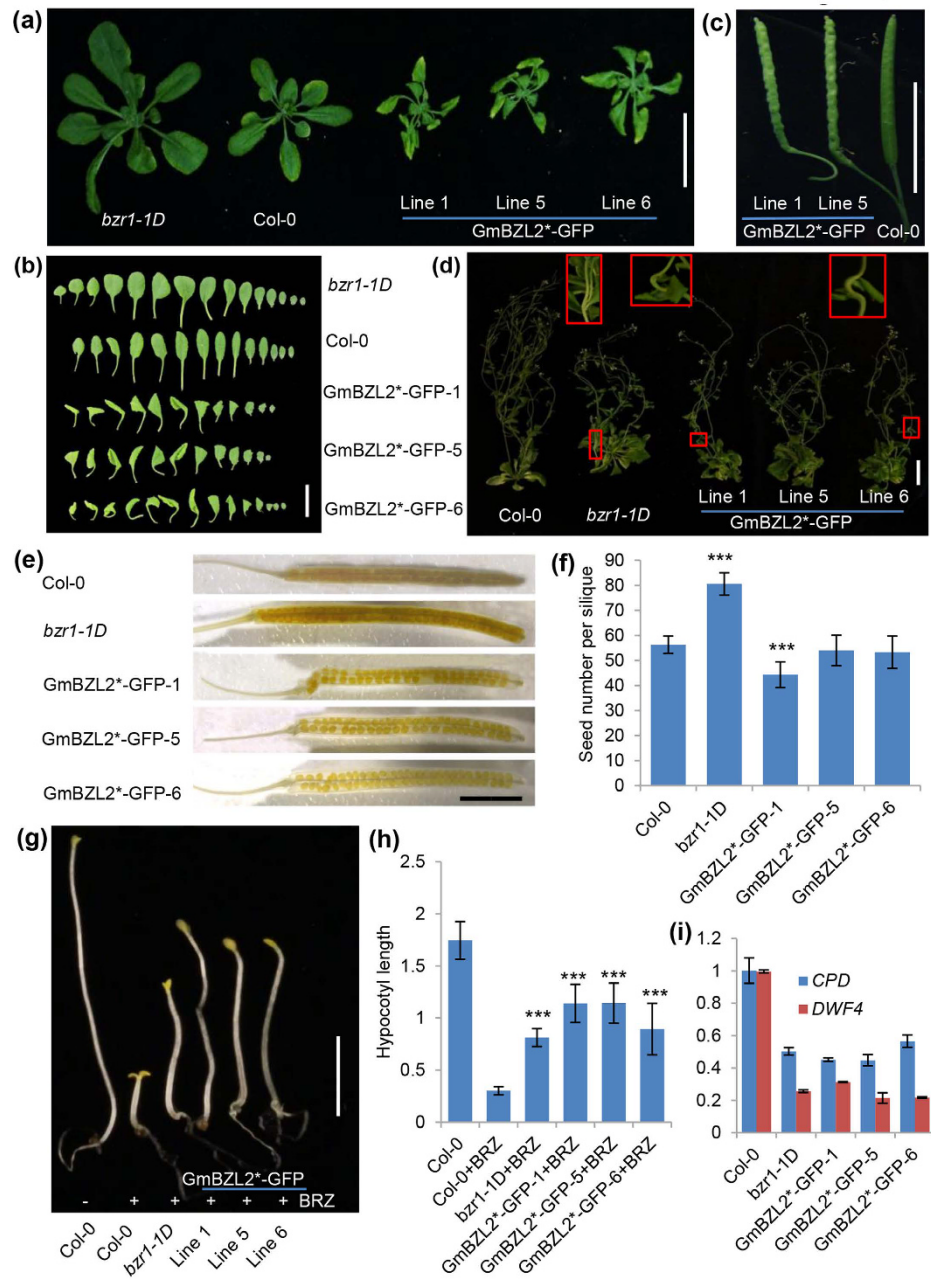 (a)
bzr1-1D
Col-0
Line 1
Line 5
Line 6
GmBZL2*-GFP
(c)
Line 1
Line 5
GmBZL2*-GFP
Col-0
(b)
bzr1-1D
Col-0
GmBZL2*-GFP-1
GmBZL2*-GFP-5
GmBZL2*-GFP-6
(d)
Col-0
bzr1-1D
Line 1
Line 5
Line 6
GmBZL2*-GFP
(e)
Col-0
bzr1-1D
GmBZL2*-GFP-1
GmBZL2*-GFP-5
GmBZL2*-GFP-6
(f)
Seed number per silique
90
80
70
60
50
40
30
20
10
0
***
***
Col-0
bzr1-1D
GmBZL2*-GFP-1
GmBZL2*-GFP-5
GmBZL2*-GFP-6
(g)
GmBZL2*-GFP
- + + + + + BRZ
Col-0
Col-0
bzr1-1D
Line 1
Line 5
Line 6
(h)
Hypocotyl length
2.5
2
1.5
1
0.5
0
***
***
***
***
Col-0
Col-0+BRZ
bzr1-1D+BRZ
GmBZL2*-GFP-1+BRZ
GmBZL2*-GFP-5+BRZ
GmBZL2*-GFP-6+BRZ
(i)
1.2
1
0.8
0.6
0.4
0.2
0
CPD
DWF4
Col-0
bzr1-1D
GmBZL2*-GFP-1
GmBZL2*-GFP-5
GmBZL2*-GFP-6